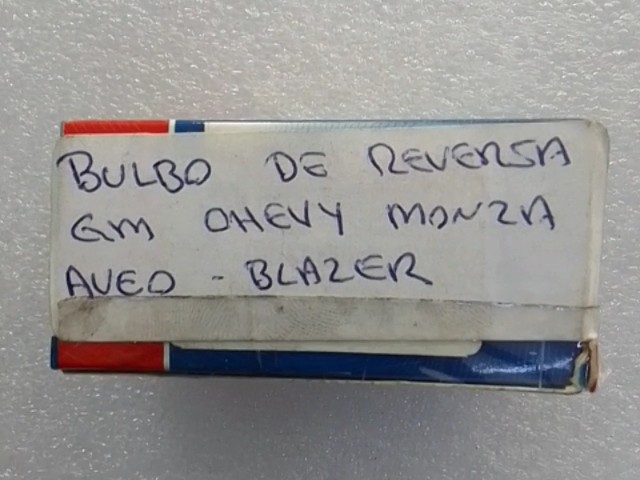 BULBO DE REVERSA
GM CHEVY MONZA
AVEO - BLAZER